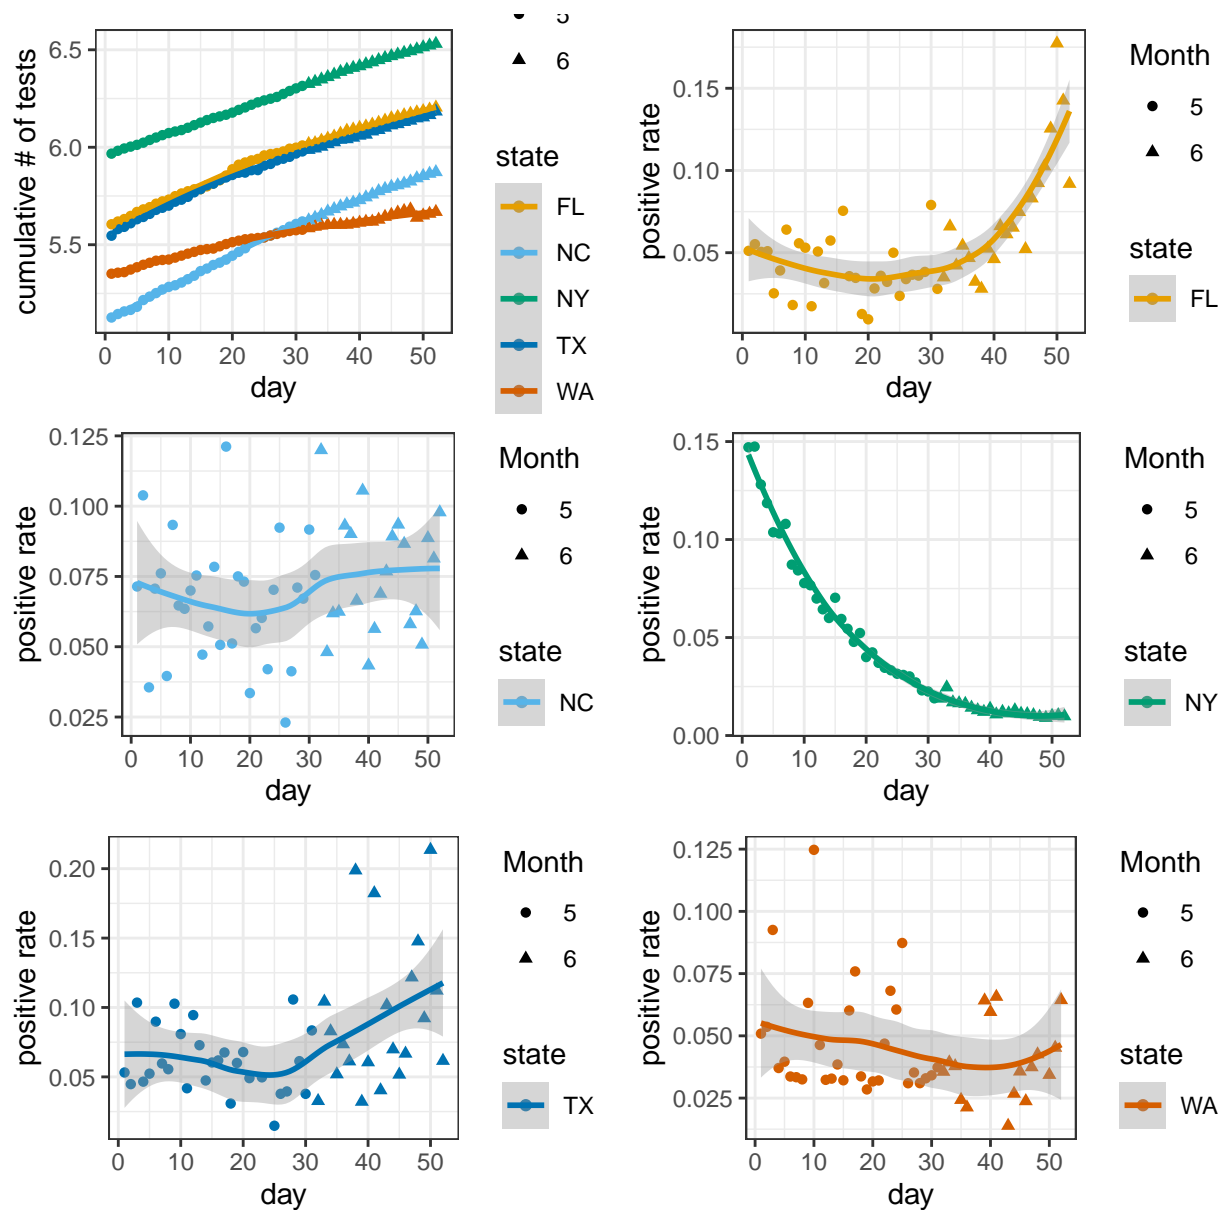 5
6
state
FL
NC
NY
TX
WA
cumulative # of tests
6.5
6.0
5.5
0 10 20 30 40 50
day
Month
5
6
state
FL
positive rate
0.15
0.10
0.05
0 10 20 30 40 50
day
Month
5
6
state
NC
positive rate
0.125
0.100
0.075
0.050
0.025
0 10 20 30 40 50
day
Month
5
6
state
NY
positive rate
0.15
0.10
0.05
0.00
0 10 20 30 40 50
day
Month
5
6
state
TX
positive rate
0.20
0.15
0.10
0.05
0 10 20 30 40 50
day
Month
5
6
state
WA
positive rate
0.125
0.100
0.075
0.050
0.025
0 10 20 30 40 50
day